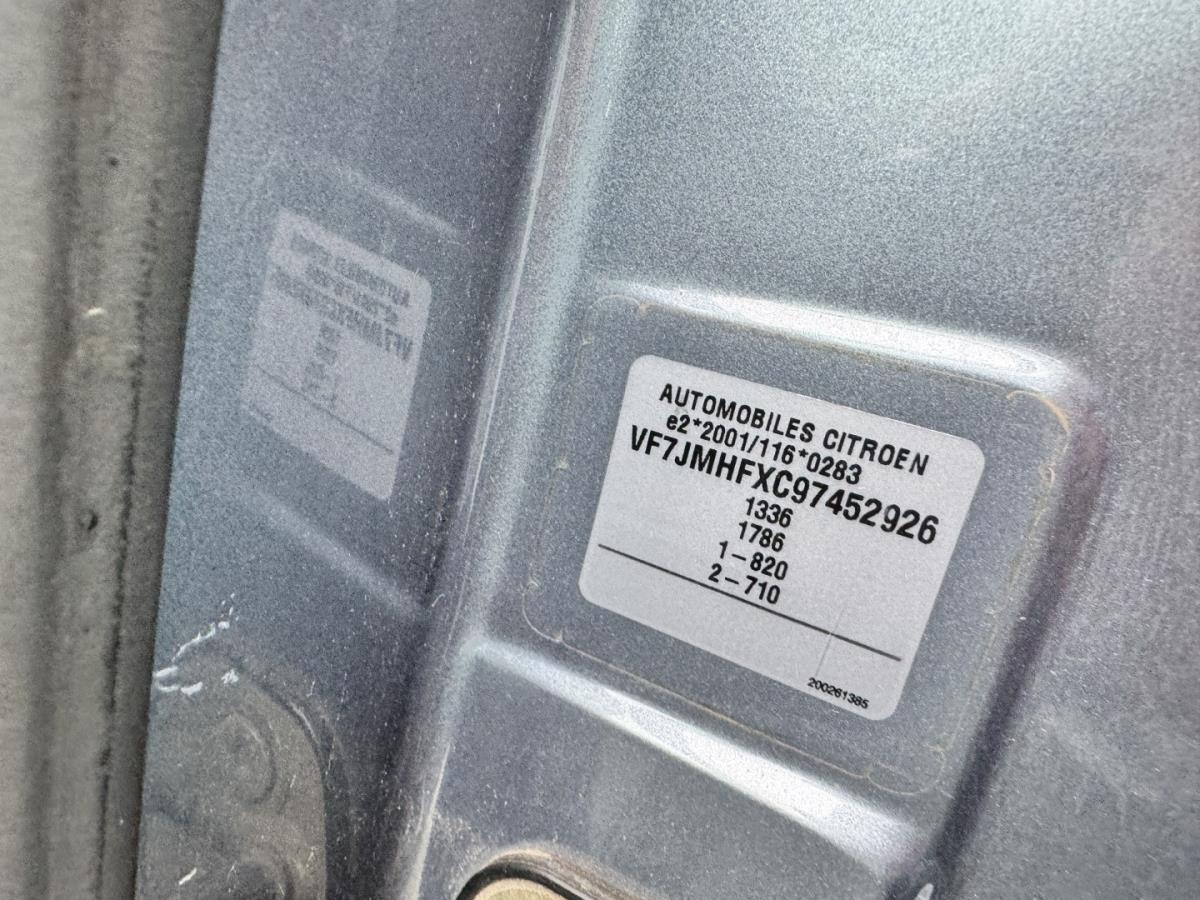 AUTOMOBILES CITROEN
e2*2001/116*0283
VF7JMHFXC97452926
1336
1786
1-820
2-710
200261385